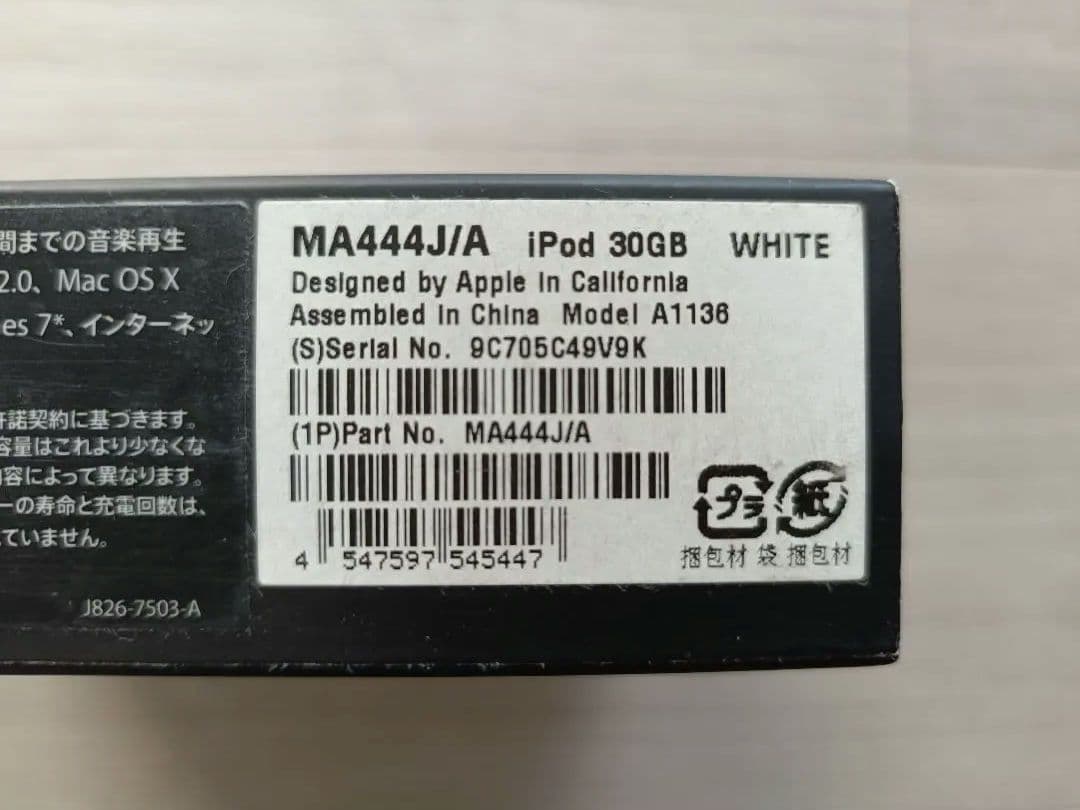 間までの音楽再生
2.0、Mac OS X
es 7*、インターネッ
許諾契約に基づきます。
容量はこれより少なくな
内容によって異なります。
ーの寿命と充電回数は、
ていません。
J826-7503-A
MA444J/A iPod 30GB WHITE
Designed by Apple in California
Assembled in China Model A1136
(S)Serial No. 9C705C49V9K
(1P)Part No. MA444J/A
4 547597 545447
プラ 紙
捆包材 袋 捆包材